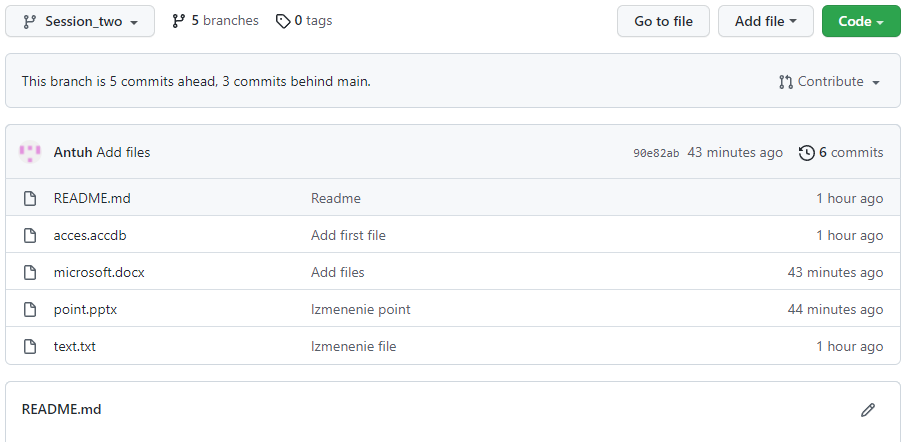 Session_two 5 branches 0 tags Go to file Add file Code
This branch is 5 commits ahead, 3 commits behind main. Contribute
Antuh Add files 90e82ab 43 minutes ago 6 commits
README.md Readme 1 hour ago
acces.accdb Add first file 1 hour ago
microsoft.docx Add files 43 minutes ago
point.pptx Izmenenie point 44 minutes ago
text.txt Izmenenie file 1 hour ago
README.md